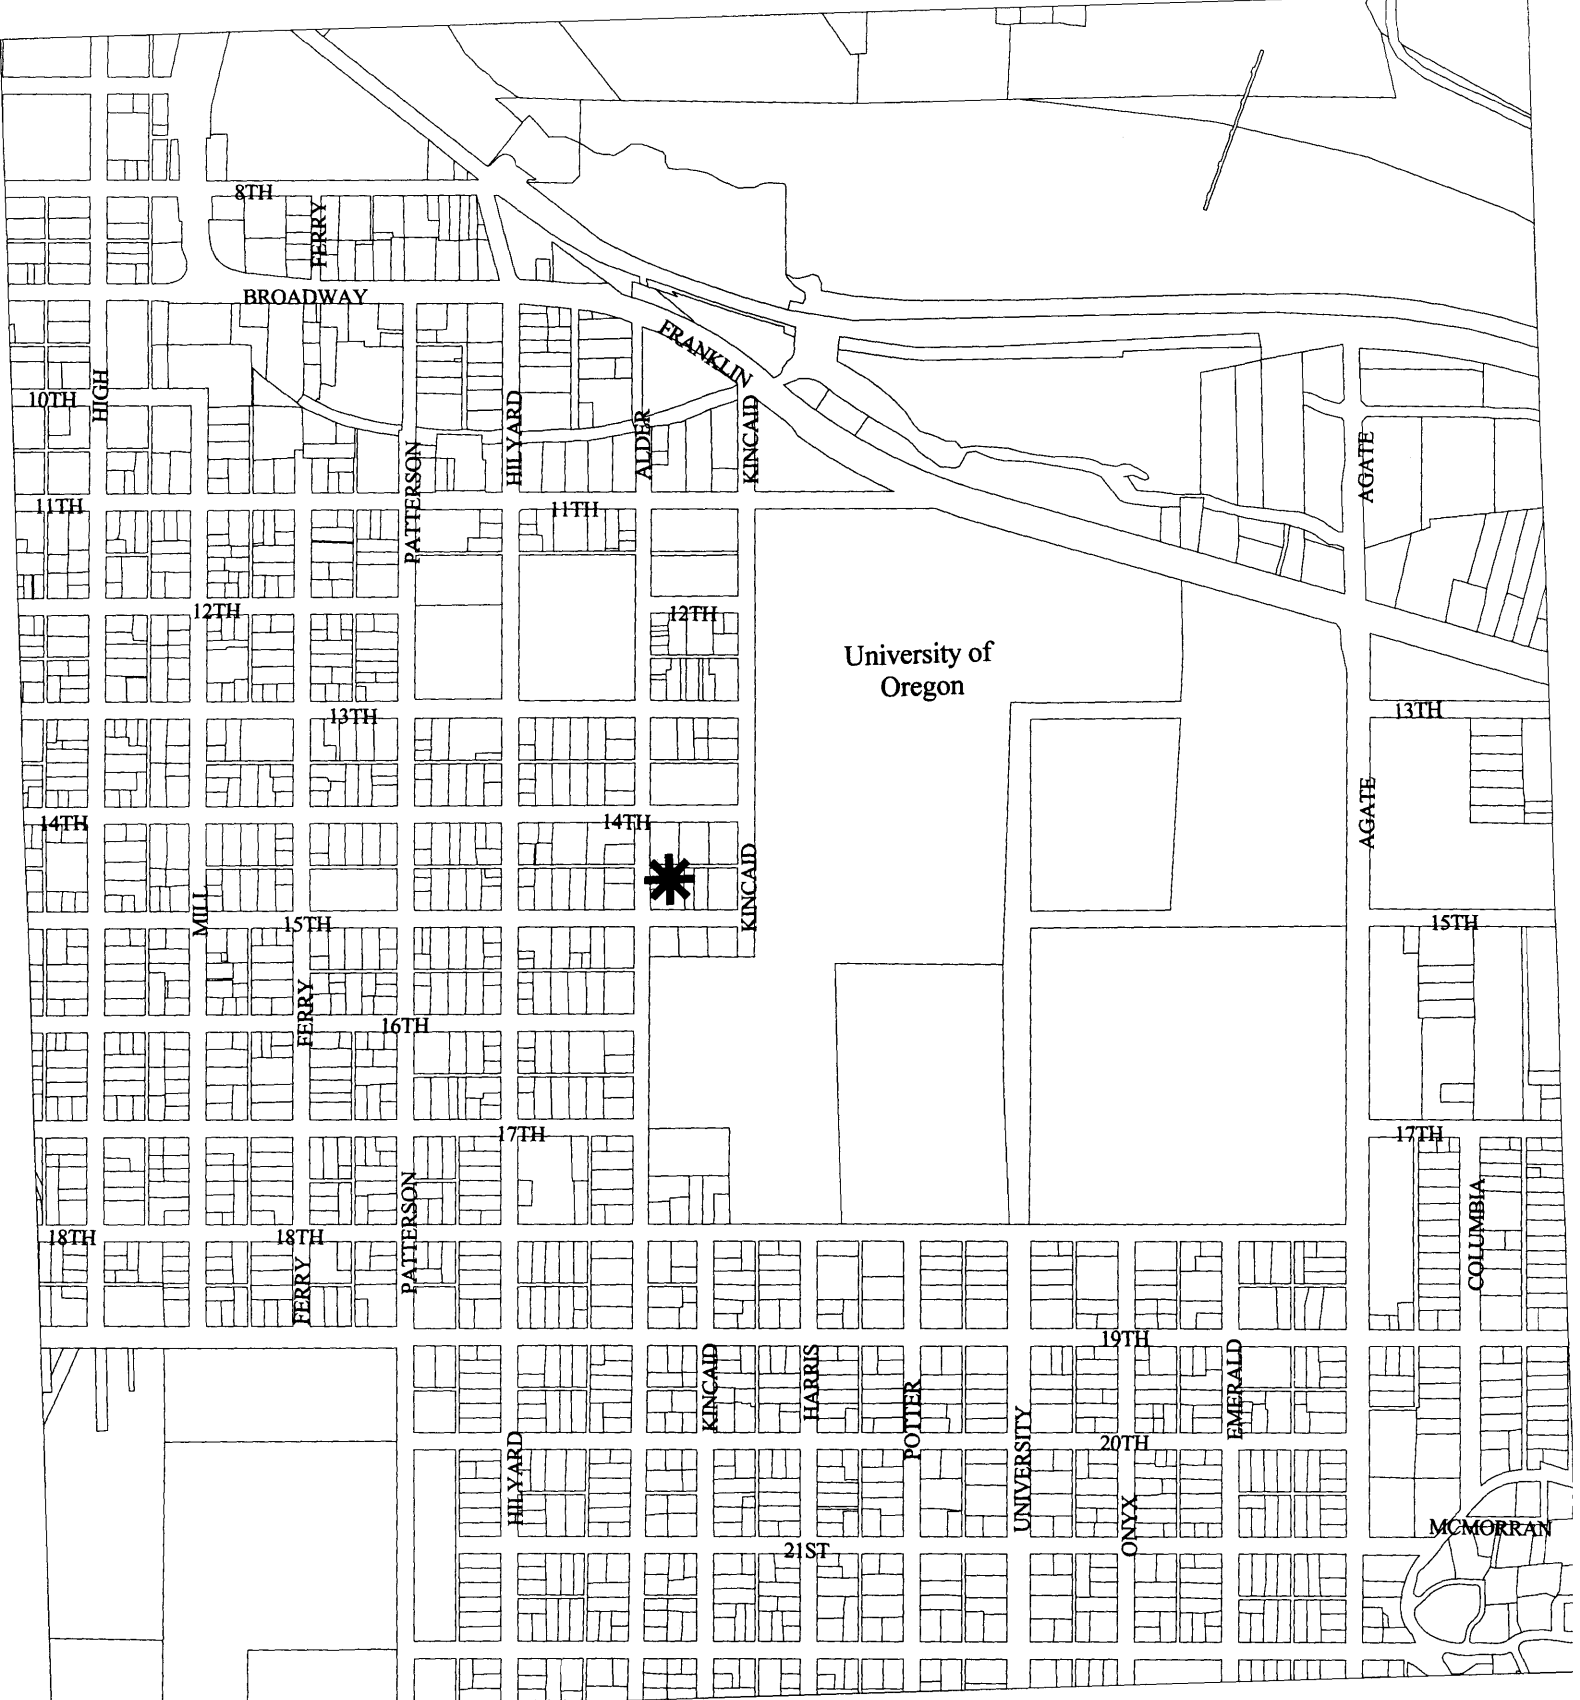 8TH
FERRY
BROADWAY
FRANKLIN
HIGH
10TH
HILYARD
ALDER
KINCAID
AGATE
PATTERSON
11TH
11TH
12TH
12TH
University of
Oregon
13TH
13TH
AGATE
14TH
14TH
KINCAID
MILL
15TH
15TH
FERRY
16TH
17TH
17TH
PATTERSON
COLUMBIA
18TH
18TH
FERRY
19TH
KINCAID
HARRIS
POTTER
EMERALD
UNIVERSITY
20TH
HILYARD
ONYX
MCMORRAN
21ST